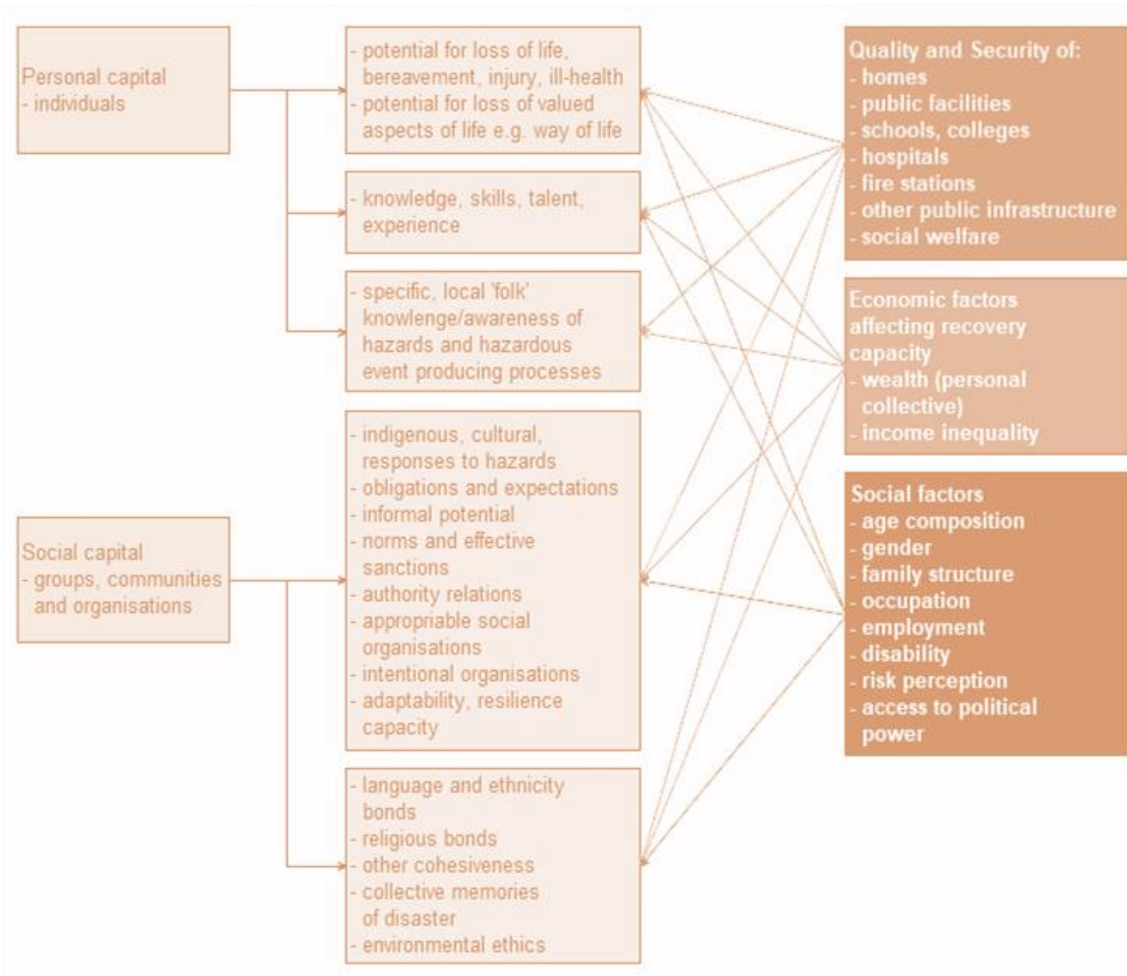 Personal capital
- individuals
- potential for loss of life,
bereavement, injury, ill-health
- potential for loss of valued
aspects of life e.g. way of life
- knowledge, skills, talent,
experience
- specific, local 'folk'
knowlenge/awareness of
hazards and hazardous
event producing processes
Social capital
- groups, communities
and organisations
- indigenous, cultural,
responses to hazards
- obligations and expectations
- informal potential
- norms and effective
sanctions
- authority relations
- appropriable social
organisations
- intentional organisations
- adaptability, resilience
capacity
- language and ethnicity
bonds
- religious bonds
- other cohesiveness
- collective memories
of disaster
- environmental ethics
Quality and Security of:
- homes
- public facilities
- schools, colleges
- hospitals
- fire stations
- other public infrastructure
- social welfare
Economic factors
affecting recovery
capacity
- wealth (personal
collective)
- income inequality
Social factors
- age composition
- gender
- family structure
- occupation
- employment
- disability
- risk perception
- access to political
power